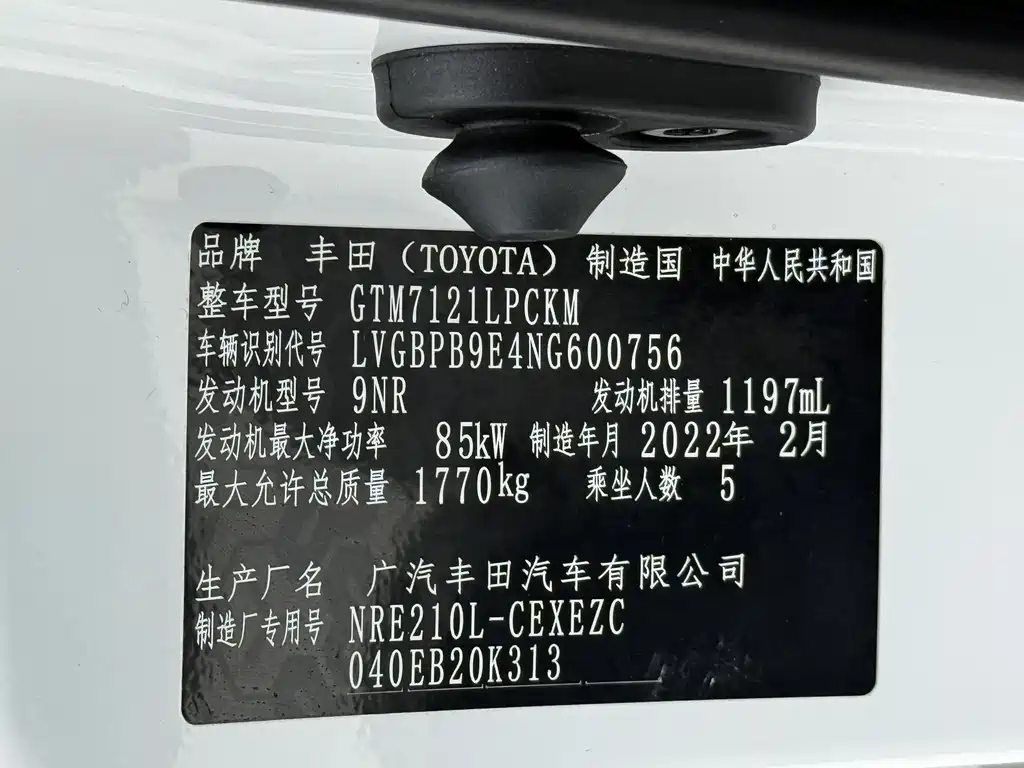 品牌 丰田（TOYOTA） 制造国 中华人民共和国
整车型号 GTM7121LPCKM
车辆识别代号 LVGBPB9E4NG600756
发动机型号 9NR 发动机排量 1197mL
发动机最大净功率 85kW 制造年月 2022年 2月
最大允许总质量 1770kg 乘坐人数 5
生产厂名 广汽丰田汽车有限公司
制造厂专用号 NRE210L-CEXEZC
040EB20K313